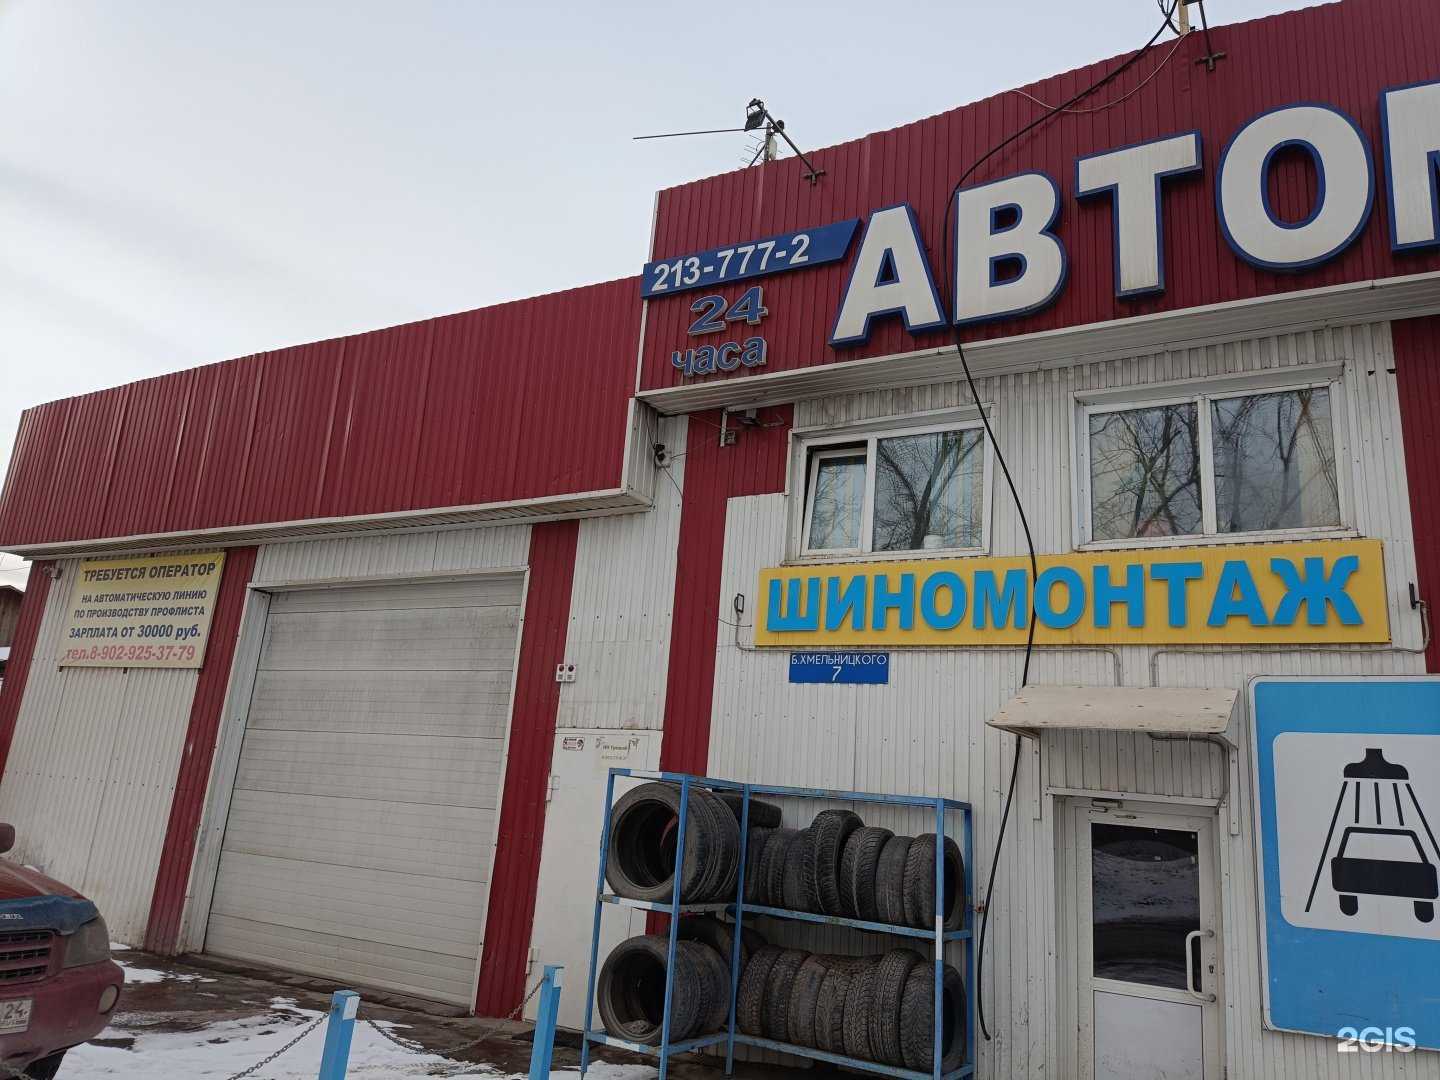 АВТОМ
213-777-2
24
часа
ТРЕБУЕТСЯ ОПЕРАТОР
НА АВТОМАТИЧЕСКУЮ ЛИНИЮ
ПО ПРОИЗВОДСТВУ ПРОФЛИСТА
ЗАРПЛАТА ОТ 30000 руб.
тел.8-902-925-37-79
ШИНОМОНТАЖ
Б.ХМЕЛЬНИЦКОГО
7
24
2GIS